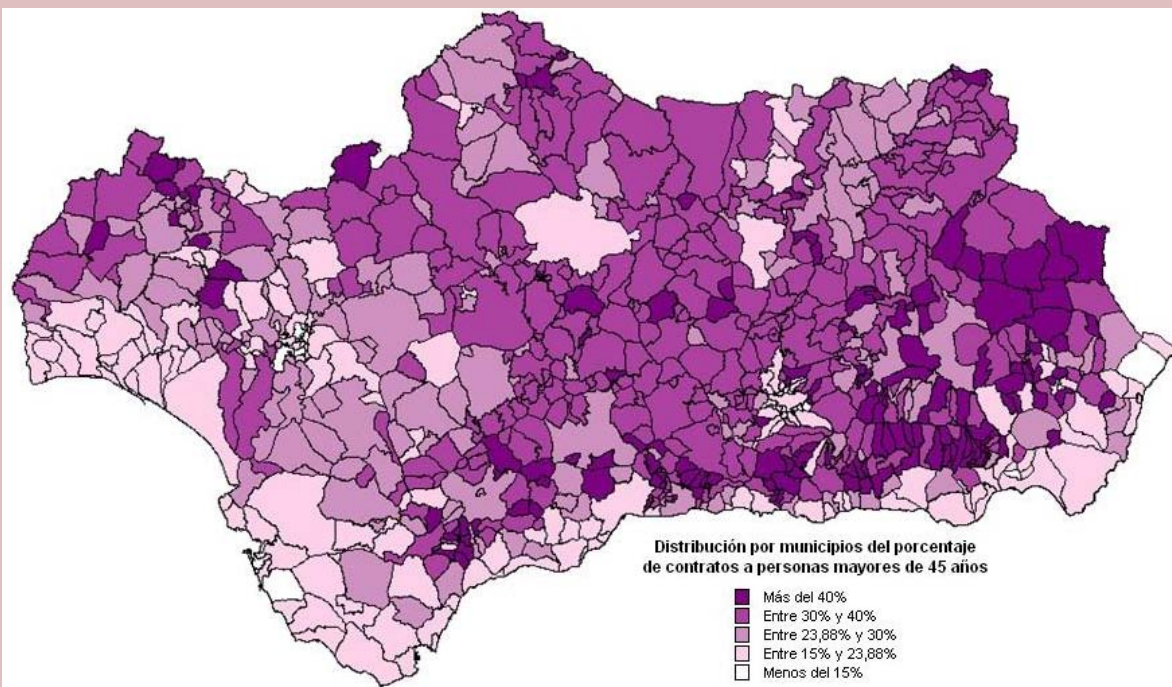 Distribución por municipios del porcentaje
de contratos a personas mayores de 45 años
Más del 40%
Entre 30% y 40%
Entre 23,88% y 30%
Entre 15% y 23,88%
Menos del 15%